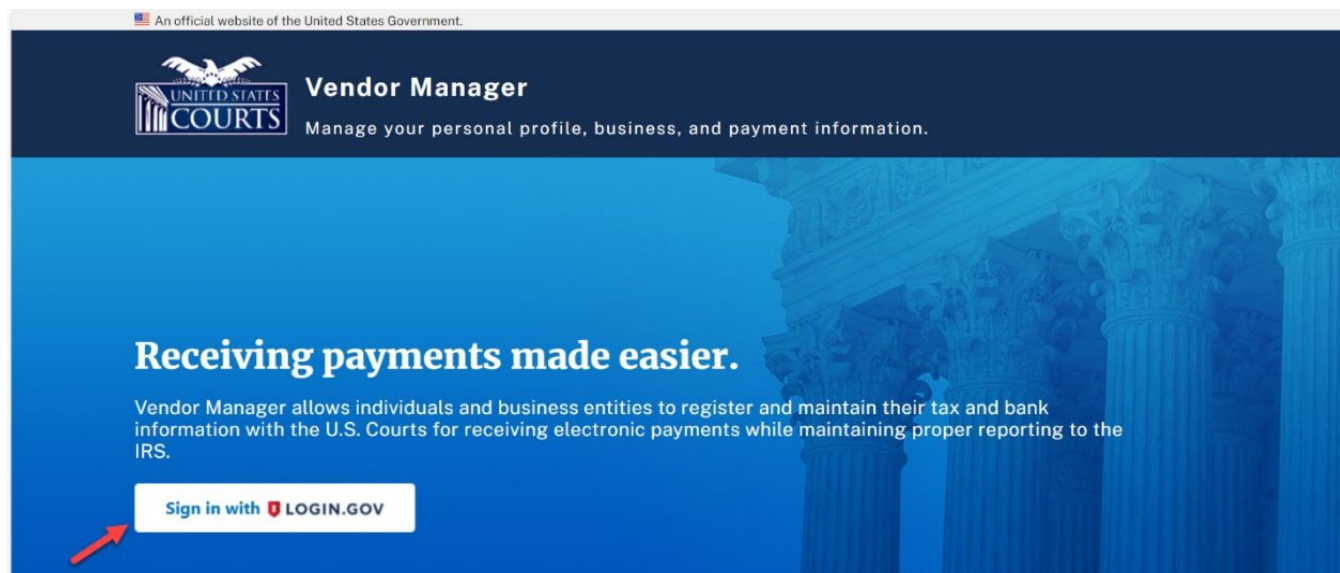 An official website of the United States Government.
UNITED STATES
COURTS
Vendor Manager
Manage your personal profile, business, and payment information.
Receiving payments made easier.
Vendor Manager allows individuals and business entities to register and maintain their tax and bank
information with the U.S. Courts for receiving electronic payments while maintaining proper reporting to the
IRS.
Sign in with LOGIN.GOV